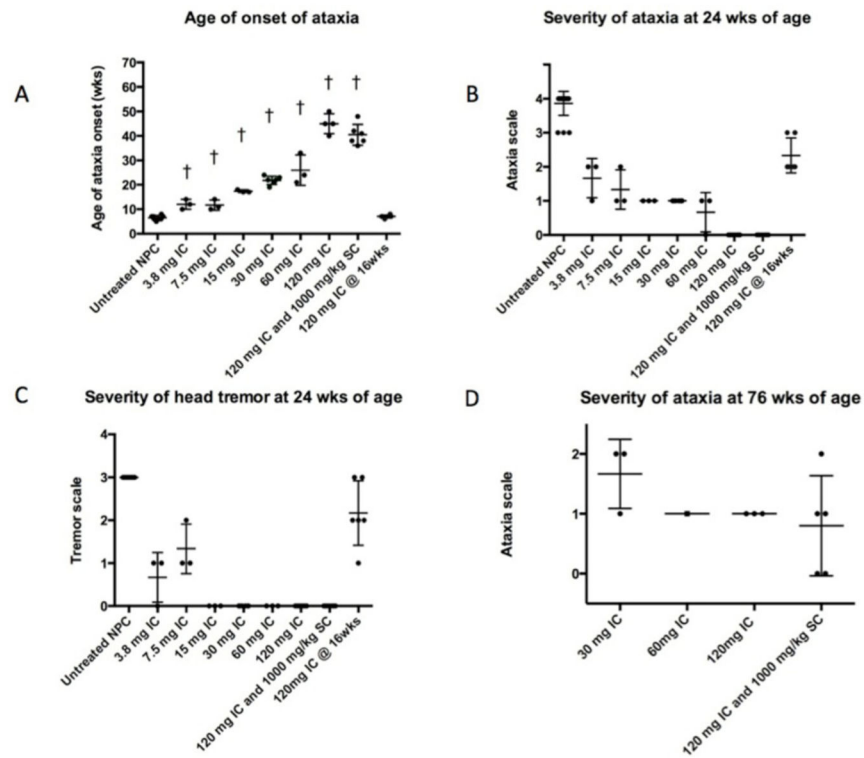 A
Age of onset of ataxia
Age of ataxia onset (wks)
70
60
50
40
30
20
10
0
† † † † † † †
Untreated NPC
3.8 mg IC
7.5 mg IC
15 mg IC
30 mg IC
60 mg IC
120 mg IC
120 mg IC and 1000 mg/kg SC
120 mg IC @ 16wks
B
Severity of ataxia at 24 wks of age
Ataxia scale
4
3
2
1
0
Untreated NPC
3.8 mg IC
7.5 mg IC
15 mg IC
30 mg IC
60 mg IC
120 mg IC
120 mg IC and 1000 mg/kg SC
120 mg IC @ 16wks
C
Severity of head tremor at 24 wks of age
Tremor scale
4
3
2
1
0
Untreated NPC
3.8 mg IC
7.5 mg IC
15 mg IC
30 mg IC
60 mg IC
120 mg IC
120 mg IC and 1000 mg/kg SC
120mg IC @ 16wks
D
Severity of ataxia at 76 wks of age
Ataxia scale
2
1
0
30 mg IC
60mg IC
120mg IC
120 mg IC and 1000 mg/kg SC